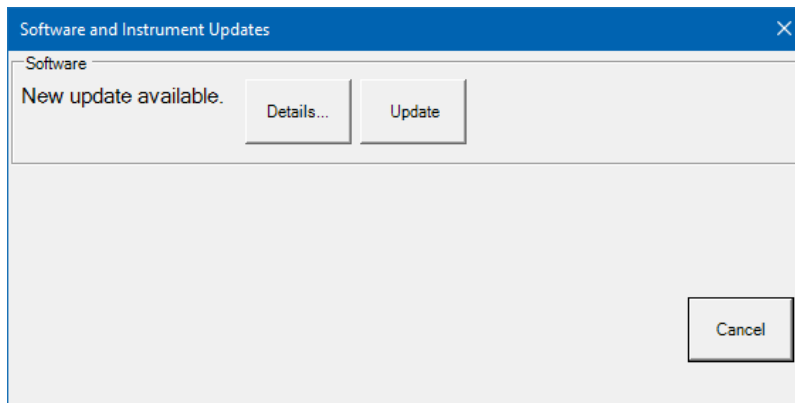 Software and Instrument Updates
Software
New update available.
Details...
Update
Cancel